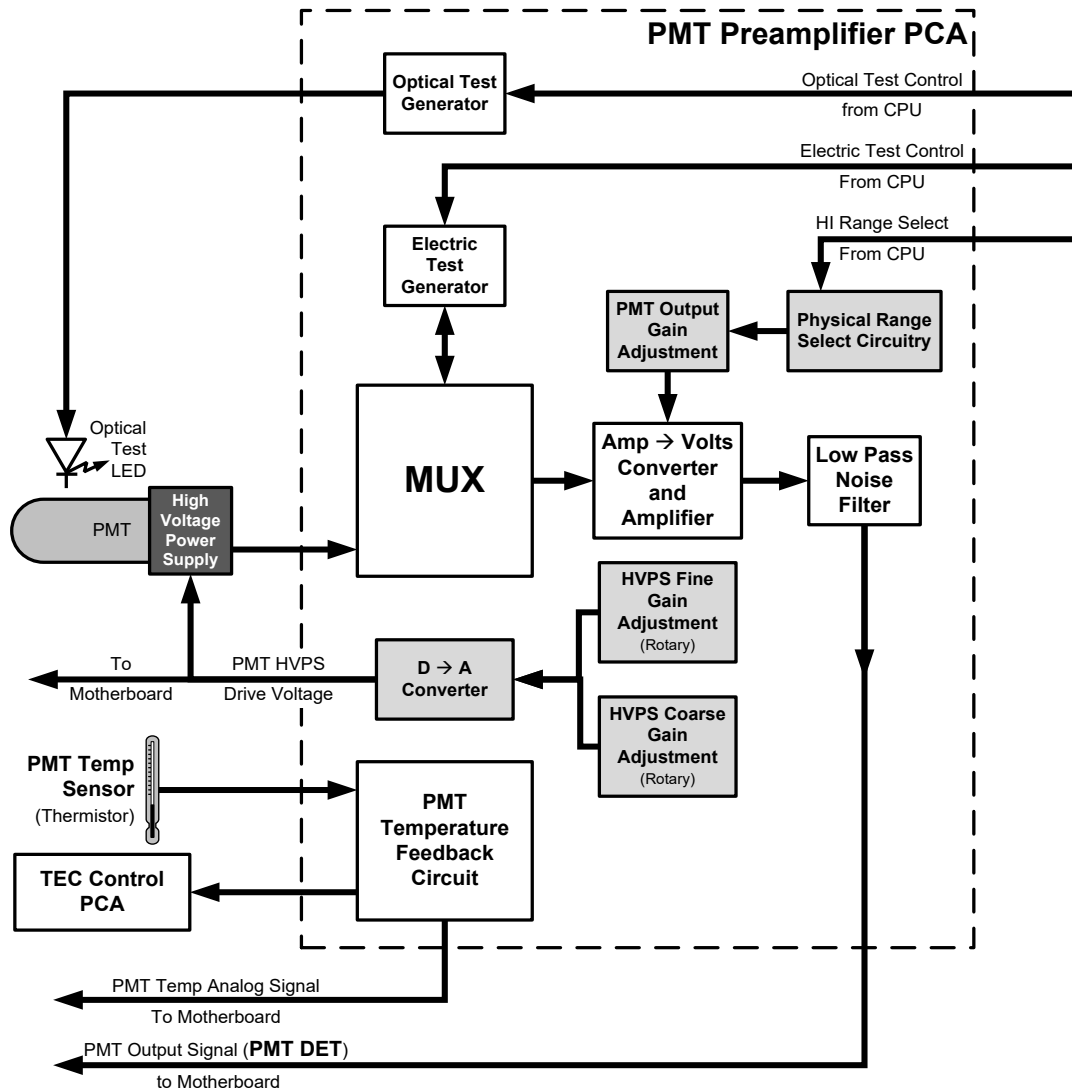 PMT Preamplifier PCA
Optical Test
Generator
Optical Test Control
from CPU
Electric Test Control
From CPU
HI Range Select
From CPU
Electric
Test
Generator
PMT Output
Gain
Adjustment
Physical Range
Select Circuitry
Optical
Test
LED
PMT
High
Voltage
Power
Supply
MUX
Amp → Volts
Converter
and
Amplifier
Low Pass
Noise
Filter
HVPS Fine
Gain
Adjustment
(Rotary)
To
Motherboard
PMT HVPS
Drive Voltage
D → A
Converter
HVPS Coarse
Gain
Adjustment
(Rotary)
PMT Temp
Sensor
(Thermistor)
PMT
Temperature
Feedback
Circuit
TEC Control
PCA
PMT Temp Analog Signal
To Motherboard
PMT Output Signal (PMT DET)
to Motherboard